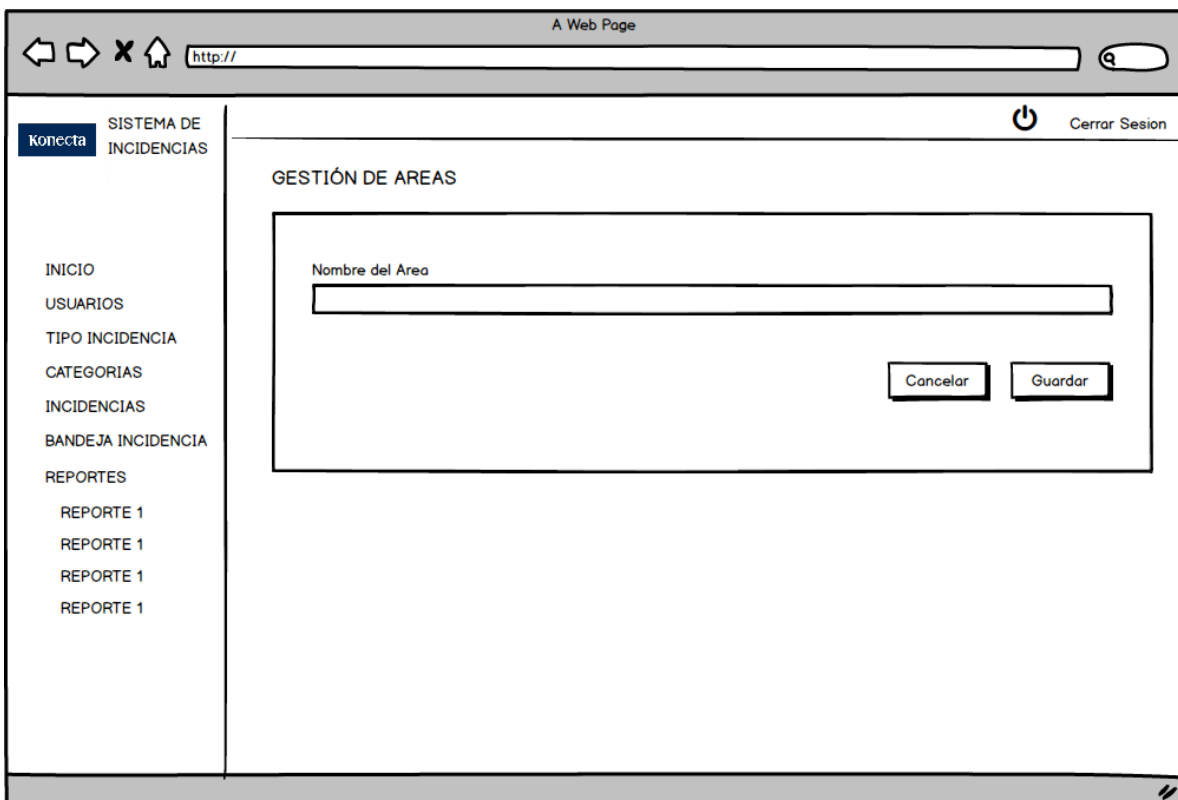 A Web Page
http://
Konecta
SISTEMA DE
INCIDENCIAS
Cerrar Sesion
GESTIÓN DE AREAS
INICIO
USUARIOS
TIPO INCIDENCIA
CATEGORIAS
INCIDENCIAS
BANDEJA INCIDENCIA
REPORTES
REPORTE 1
REPORTE 1
REPORTE 1
REPORTE 1
Nombre del Area
Cancelar
Guardar